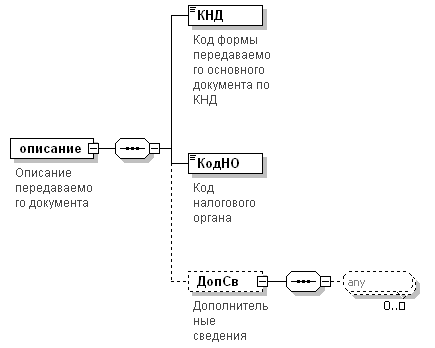 КНД
Код формы
передаваемо
го основного
документа по
КНД
описание
Описание
передаваемо
го документа
КодНО
Код
налогового
органа
ДопСв
Дополнитель
ные
сведения
any
0..□